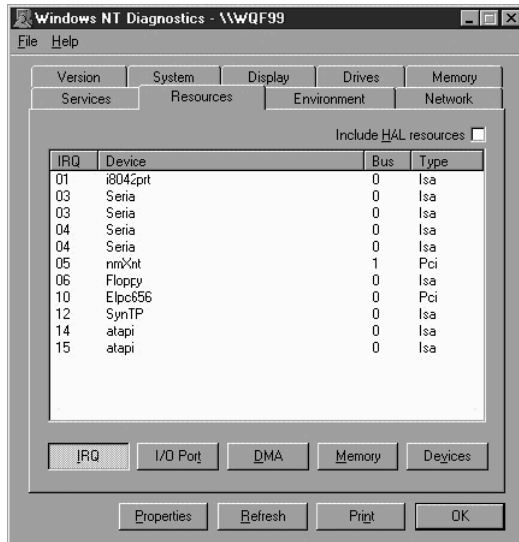 Windows NT Diagnostics - \\WQF99
File Help
Version System Display Drives Memory
Services Resources Environment Network
Include HAL resources
IRQ Device Bus Type
01 i8042prt 0 Isa
03 Seria 0 Isa
03 Seria 0 Isa
04 Seria 0 Isa
04 Seria 0 Isa
05 nmXnt 1 Pci
06 Floppy 0 Isa
10 Elpc656 0 Pci
12 SynTP 0 Isa
14 atapi 0 Isa
15 atapi 0 Isa
IRQ I/O Port DMA Memory Devices
Properties Refresh Print OK